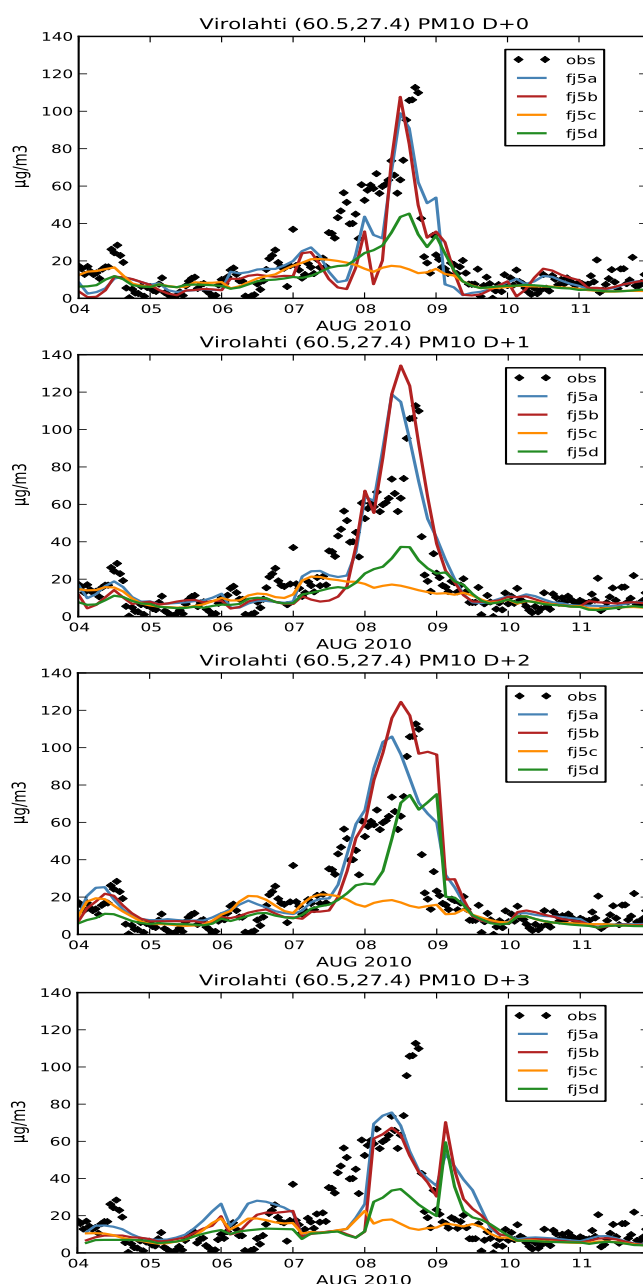 Virolahti (60.5,27.4) PM10 D+0
140
120
100
80
60
40
20
0
µg/m3
obs
fj5a
fj5b
fj5c
fj5d
04 05 06 07 08 09 10 11
AUG 2010
Virolahti (60.5,27.4) PM10 D+1
140
120
100
80
60
40
20
0
µg/m3
obs
fj5a
fj5b
fj5c
fj5d
04 05 06 07 08 09 10 11
AUG 2010
Virolahti (60.5,27.4) PM10 D+2
140
120
100
80
60
40
20
0
µg/m3
obs
fj5a
fj5b
fj5c
fj5d
04 05 06 07 08 09 10 11
AUG 2010
Virolahti (60.5,27.4) PM10 D+3
140
120
100
80
60
40
20
0
µg/m3
obs
fj5a
fj5b
fj5c
fj5d
04 05 06 07 08 09 10 11
AUG 2010